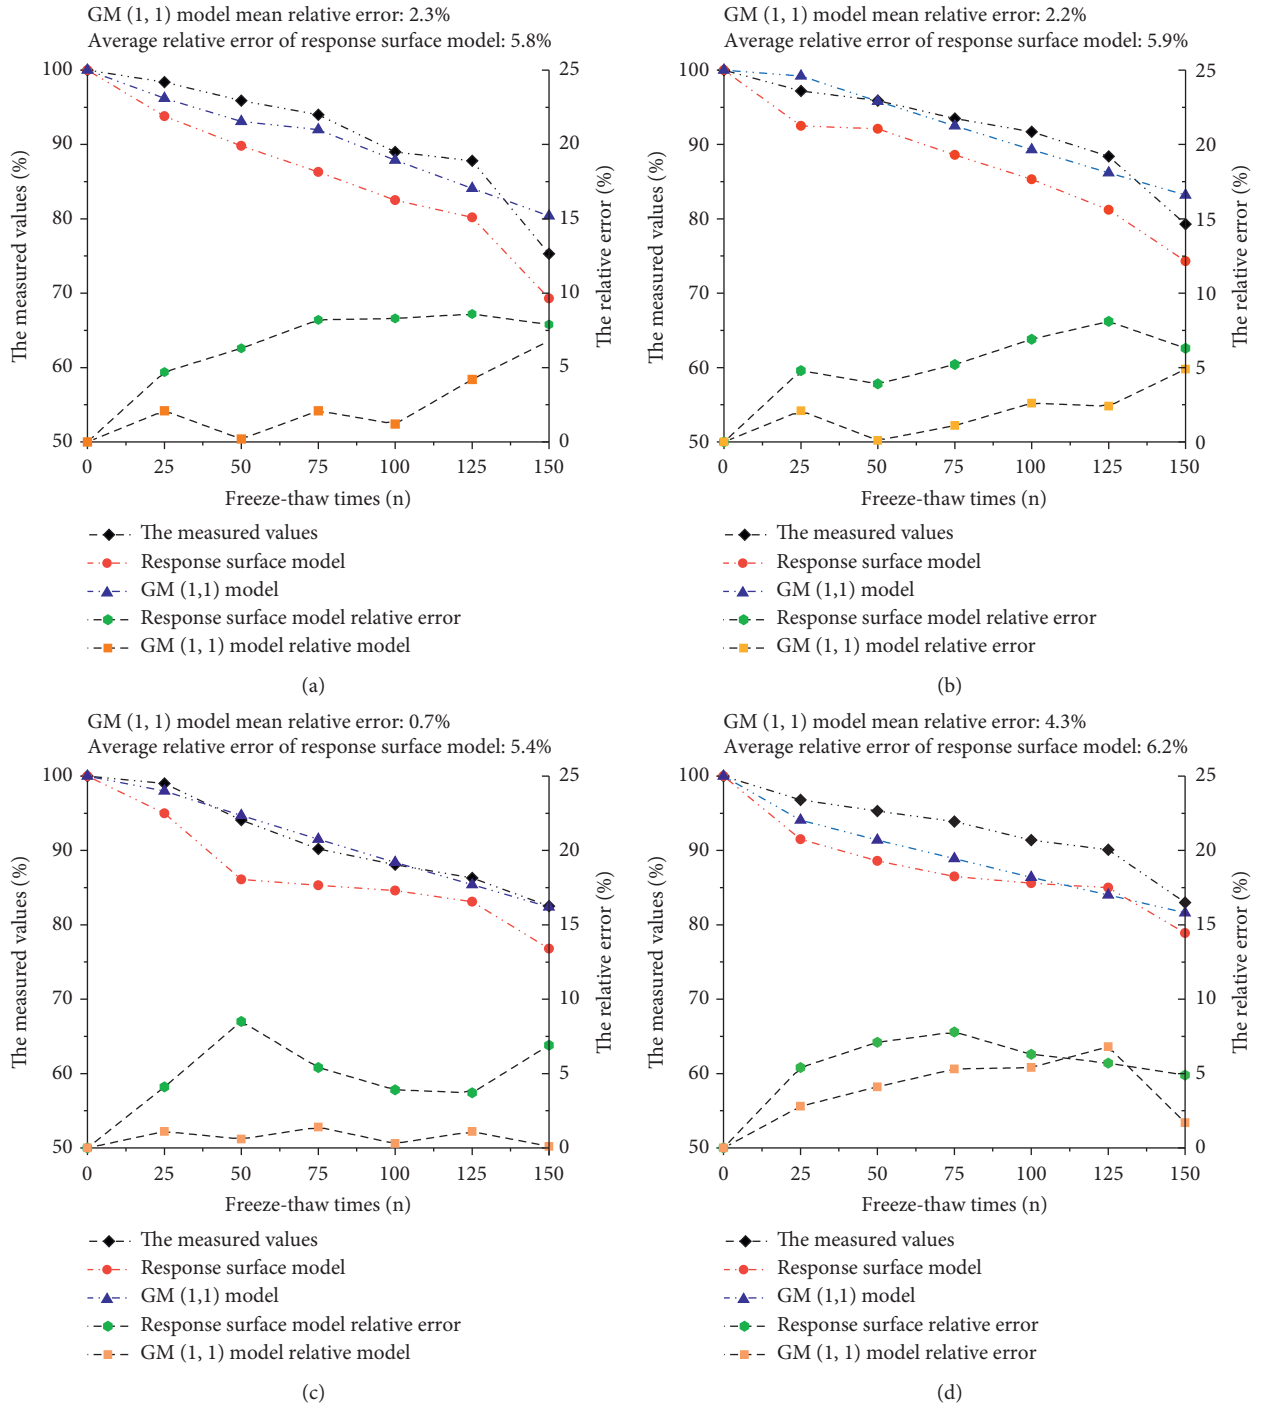 GM (1, 1) model mean relative error: 2.3%
Average relative error of response surface model: 5.8%
100
90
80
70
60
50
The measured values (%)
25
20
15
10
5
0
The relative error (%)
0 25 50 75 100 125 150
Freeze-thaw times (n)
The measured values
Response surface model
GM (1,1) model
Response surface model relative error
GM (1, 1) model relative model
(a)
GM (1, 1) model mean relative error: 2.2%
Average relative error of response surface model: 5.9%
100
90
80
70
60
50
The measured values (%)
25
20
15
10
5
0
The relative error (%)
0 25 50 75 100 125 150
Freeze-thaw times (n)
The measured values
Response surface model
GM (1,1) model
Response surface model relative error
GM (1, 1) model relative error
(b)
GM (1, 1) model mean relative error: 0.7%
Average relative error of response surface model: 5.4%
100
90
80
70
60
50
The measured values (%)
25
20
15
10
5
0
The relative error (%)
0 25 50 75 100 125 150
Freeze-thaw times (n)
The measured values
Response surface model
GM (1,1) model
Response surface model relative error
GM (1, 1) model relative model
(c)
GM (1, 1) model mean relative error: 4.3%
Average relative error of response surface model: 6.2%
100
90
80
70
60
50
The measured values (%)
25
20
15
10
5
0
The relative error (%)
0 25 50 75 100 125 150
Freeze-thaw times (n)
The measured values
Response surface model
GM (1,1) model
Response surface relative error
GM (1, 1) model relative error
(d)